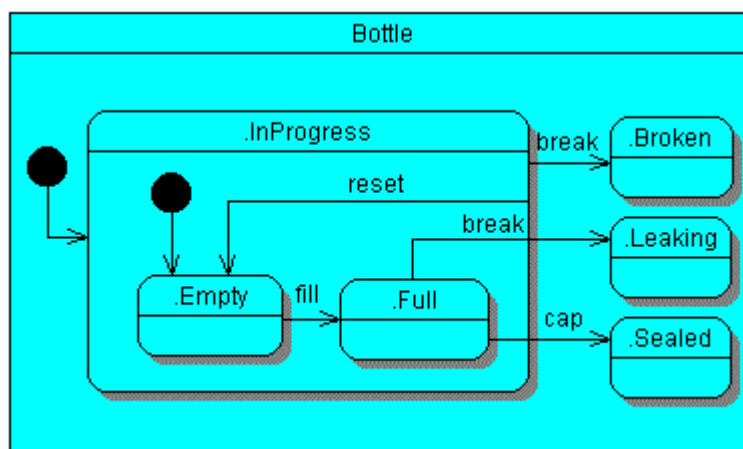 Bottle
.InProgress
break
.Broken
reset
break
.Leaking
.Empty
fill
.Full
cap
.Sealed